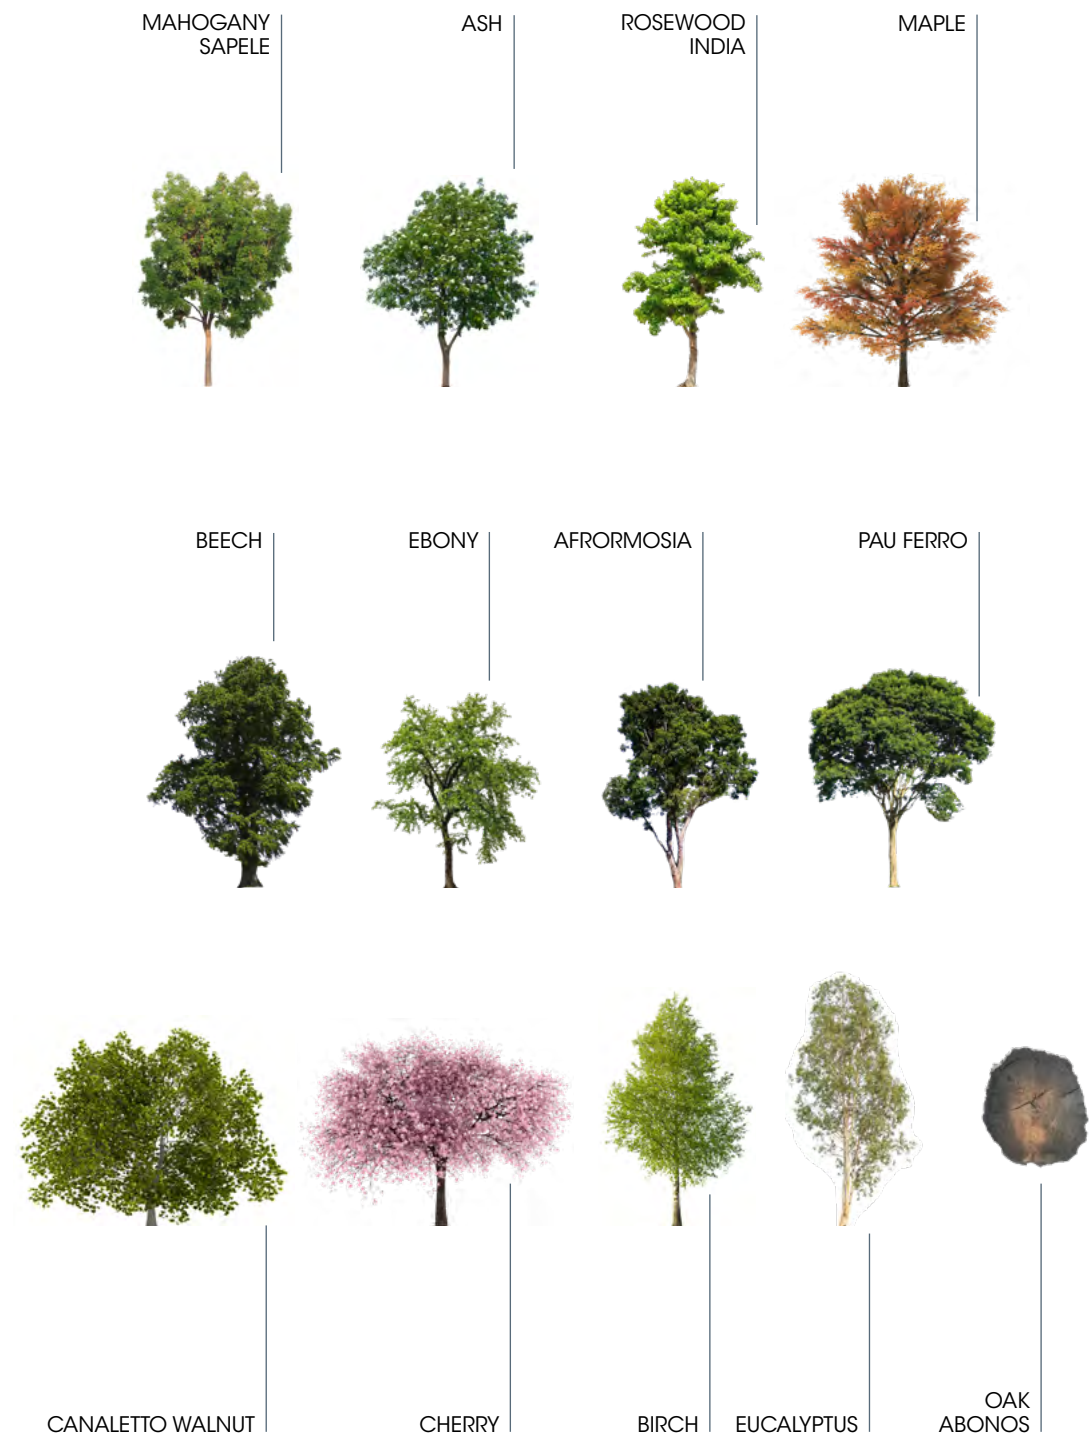 MAHOGANY
SAPELE
ASH
ROSEWOOD
INDIA
MAPLE
BEECH
EBONY
AFRORMOSIA
PAU FERRO
CANALETTO WALNUT
CHERRY
BIRCH
EUCALYPTUS
OAK
ABONOS